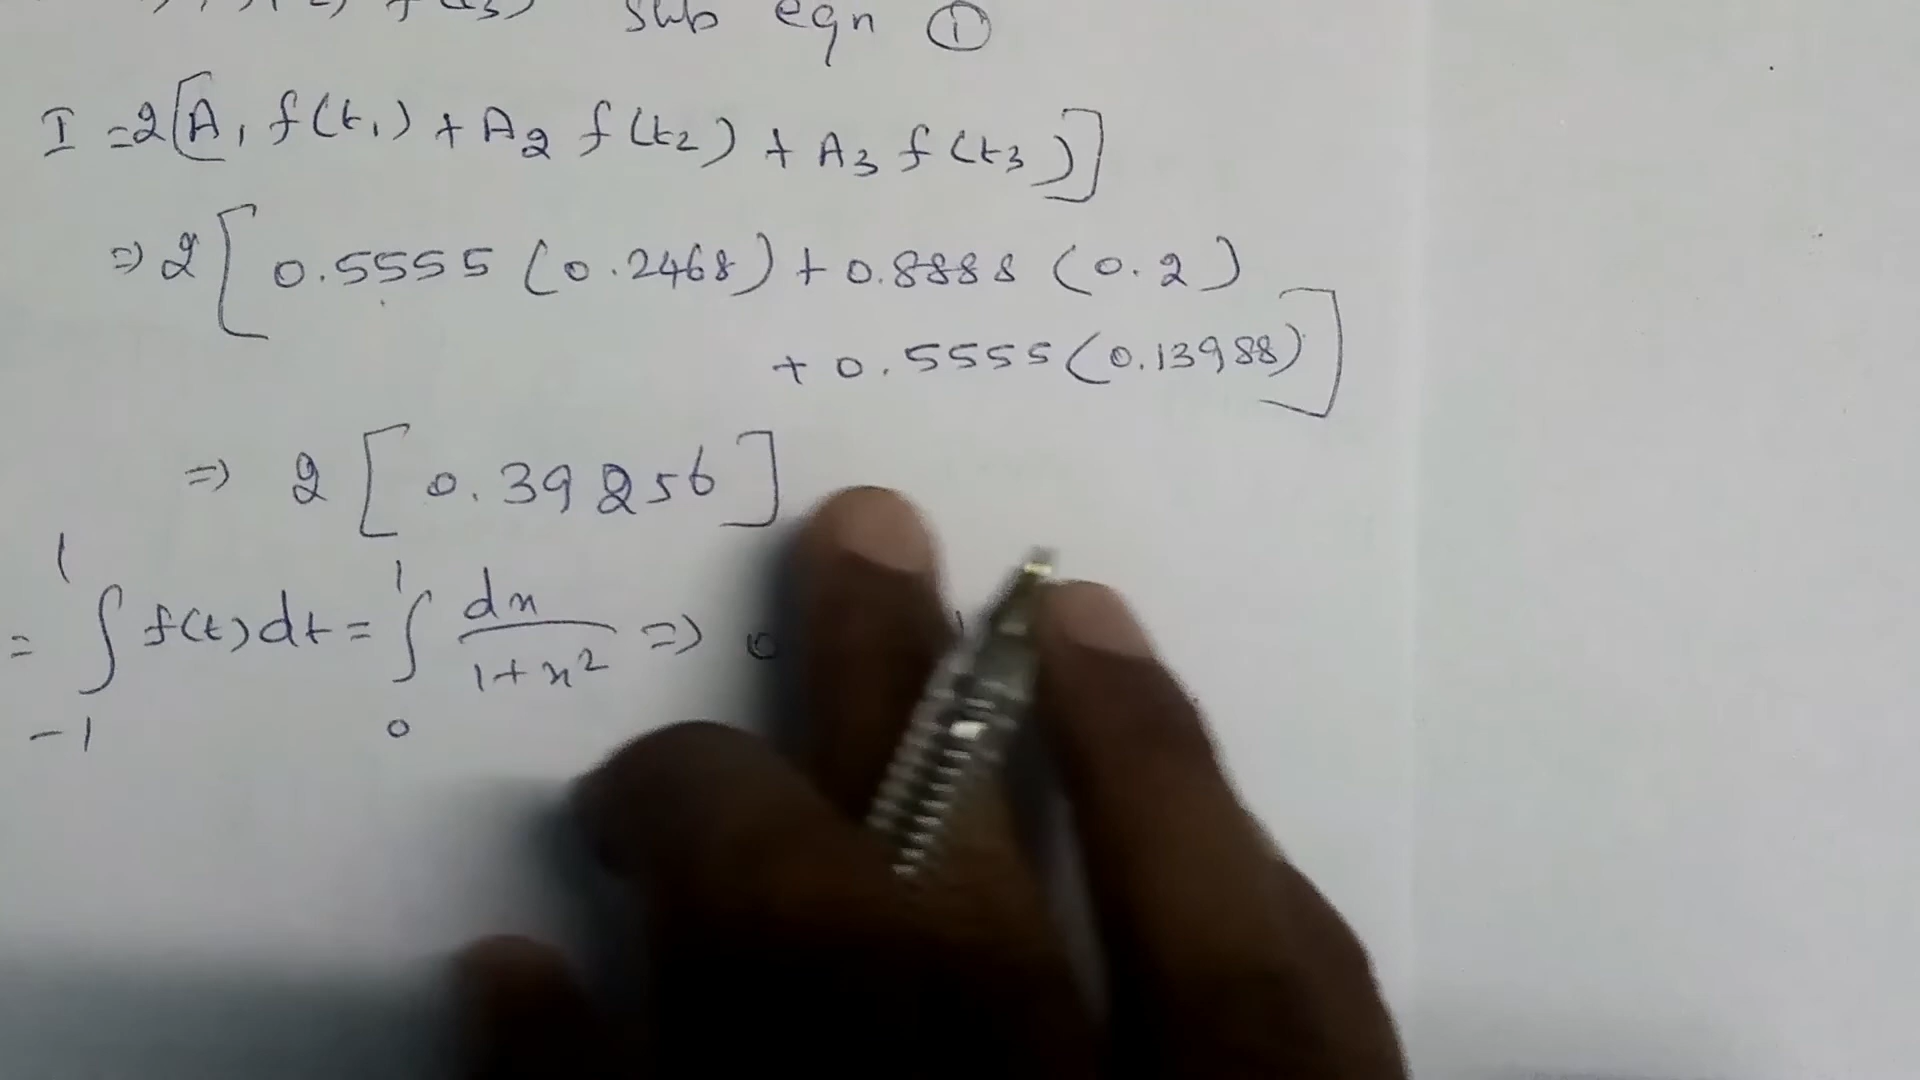 sub eqn ①
I = 2[A₁ f(t₁) + A₂ f(t₂) + A₃ f(t₃)]
⇒ 2[0.5555 (0.2468) + 0.8888 (0.2)
+ 0.5555 (0.13988)]
⇒ 2 [0.39256]
= ∫₋₁¹ f(t) dt = ∫₀¹ dx/(1+x²) ⇒ 0